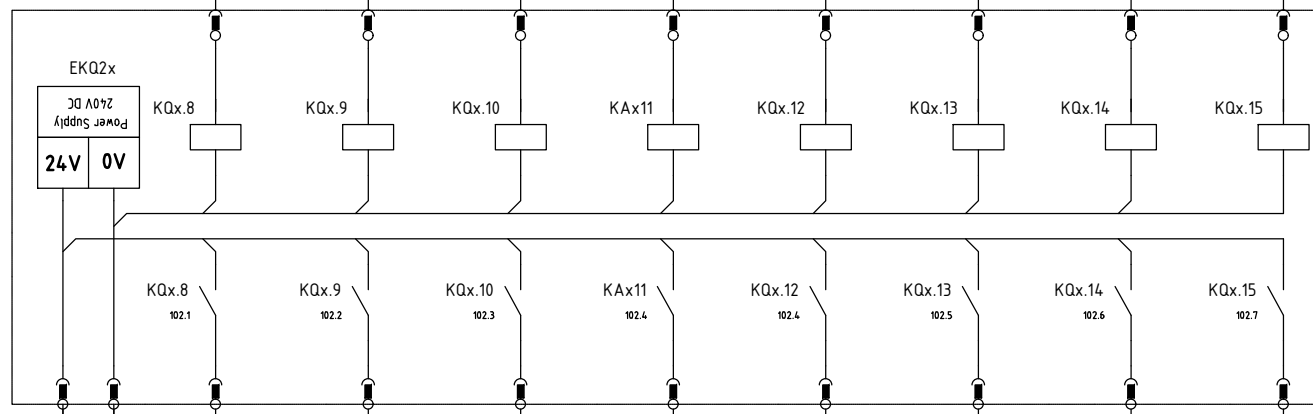 EKQ2x
Power Supply
240V DC
24V 0V
KQx.8 KQx.9 KQx.10 KAx11 KQx.12 KQx.13 KQx.14 KQx.15
KQx.8 KQx.9 KQx.10 KAx11 KQx.12 KQx.13 KQx.14 KQx.15
102.1 102.2 102.3 102.4 102.4 102.5 102.6 102.7